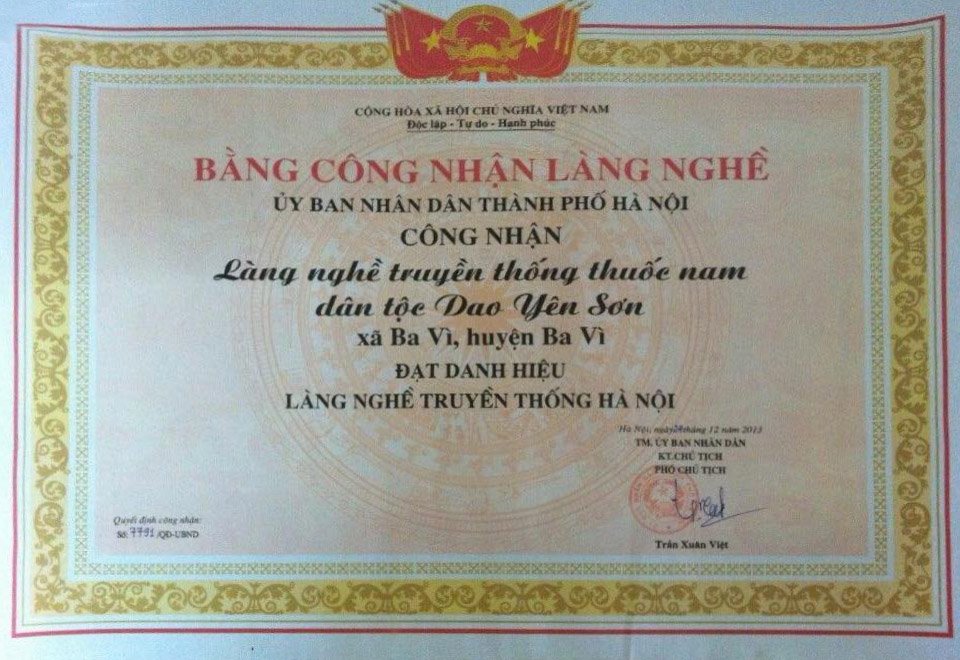 CỘNG HÒA XÃ HỘI CHỦ NGHĨA VIỆT NAM
Độc lập - Tự do - Hạnh phúc
BẰNG CÔNG NHẬN LÀNG NGHỀ
ỦY BAN NHÂN DÂN THÀNH PHỐ HÀ NỘI
CÔNG NHẬN
Làng nghề truyền thống thuốc nam
dân tộc Dao Yên Sơn
xã Ba Vì, huyện Ba Vì
ĐẠT DANH HIỆU
LÀNG NGHỀ TRUYỀN THỐNG HÀ NỘI
Hà Nội, ngày tháng 12 năm 2013
TM. ỦY BAN NHÂN DÂN
KT.CHỦ TỊCH
PHÓ CHỦ TỊCH
Quyết định công nhận:
Số: 7791 /QĐ-UBND
Trần Xuân Việt